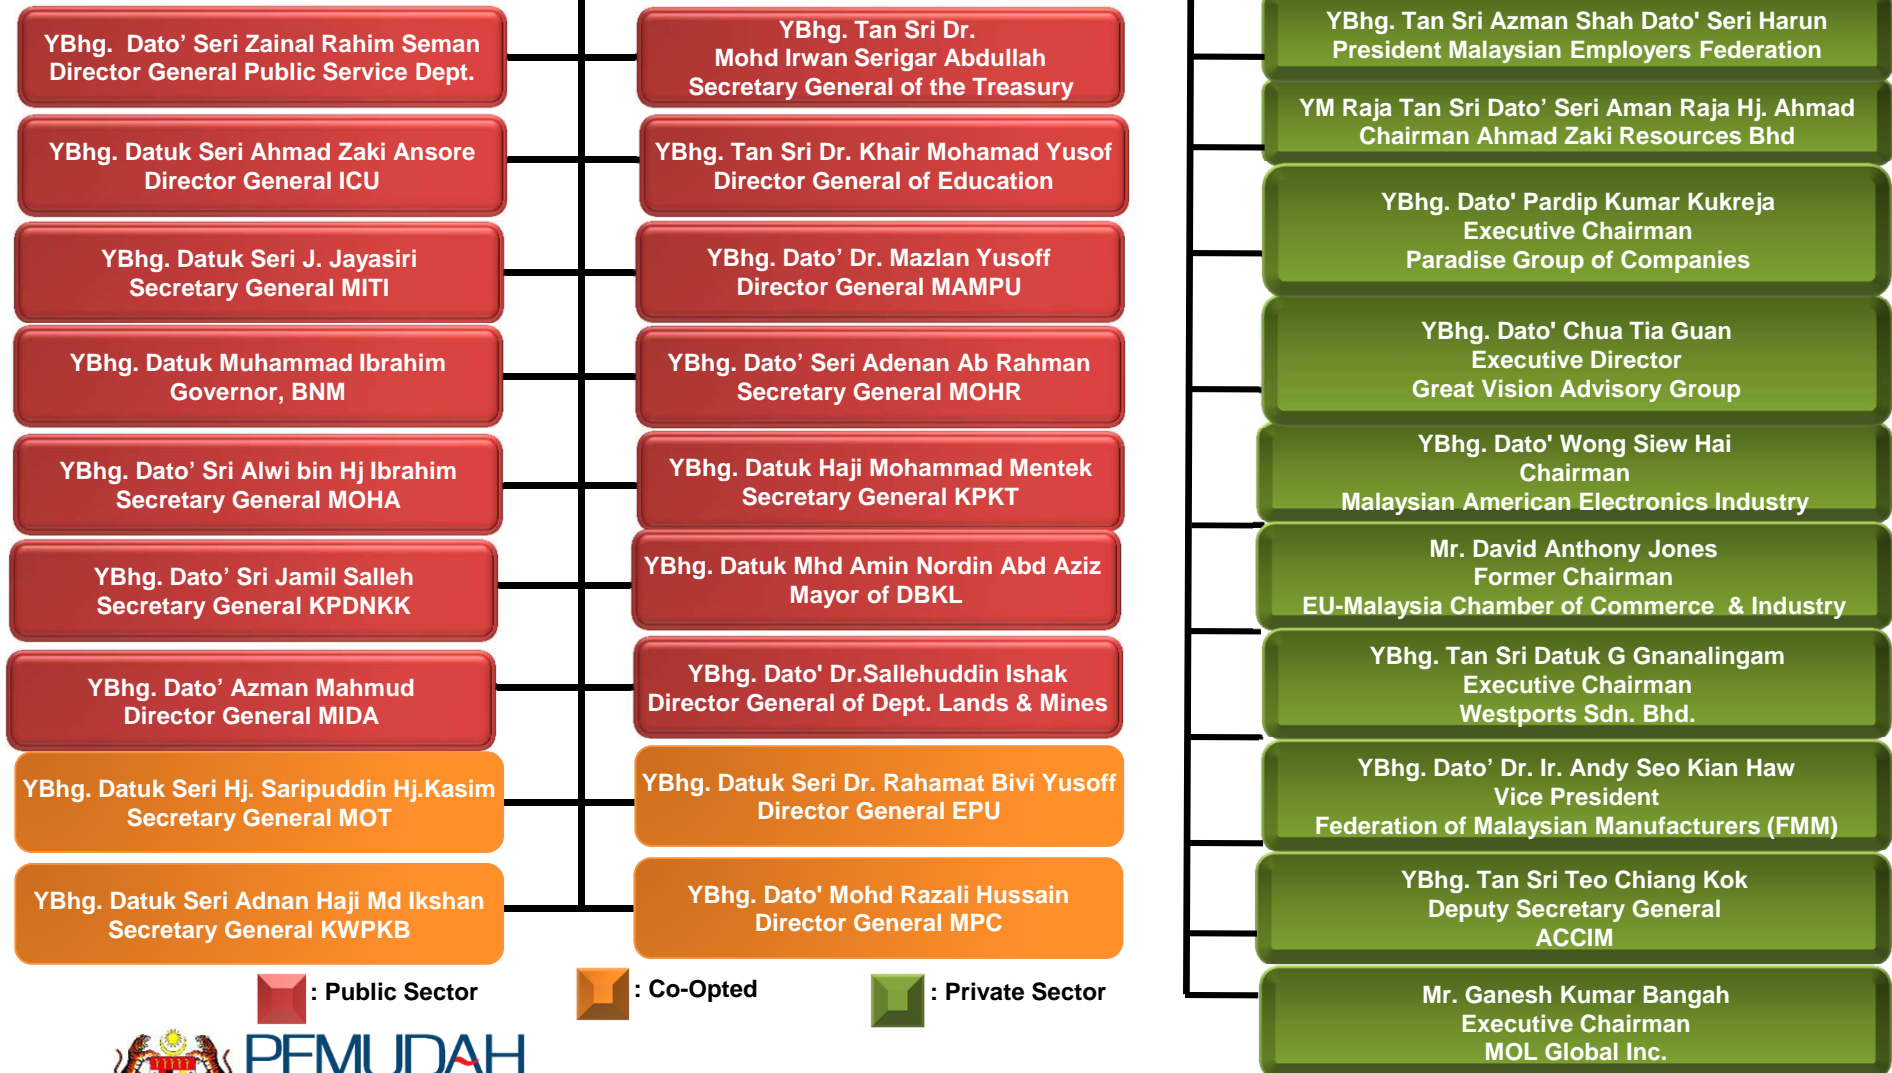 YBhg.  Dato’ Seri Zainal Rahim Seman
Director General Public Service Dept.
YBhg. Datuk Seri Ahmad Zaki Ansore
Director General ICU
YBhg. Datuk Seri J. Jayasiri
Secretary General MITI
YBhg. Datuk Muhammad Ibrahim
Governor, BNM
YBhg. Dato’ Sri Alwi bin Hj Ibrahim
Secretary General MOHA
YBhg. Dato’ Sri Jamil Salleh
Secretary General KPDNKK
YBhg. Dato’ Azman Mahmud
Director General MIDA
YBhg. Datuk Seri Hj. Saripuddin Hj.Kasim
Secretary General MOT
YBhg. Datuk Seri Adnan Haji Md Ikshan
Secretary General KWPKB
YBhg. Tan Sri Dr.
Mohd Irwan Serigar Abdullah
Secretary General of the Treasury
YBhg. Tan Sri Dr. Khair Mohamad Yusof
Director General of Education
YBhg. Dato’ Dr. Mazlan Yusoff
Director General MAMPU
YBhg. Dato’ Seri Adenan Ab Rahman
Secretary General MOHR
YBhg. Datuk Haji Mohammad Mentek
Secretary General KPKT
YBhg. Datuk Mhd Amin Nordin Abd Aziz
Mayor of DBKL
YBhg. Dato' Dr.Sallehuddin Ishak
Director General of Dept. Lands & Mines
YBhg. Datuk Seri Dr. Rahamat Bivi Yusoff
Director General EPU
YBhg. Dato' Mohd Razali Hussain
Director General MPC
YBhg. Tan Sri Azman Shah Dato' Seri Harun
President Malaysian Employers Federation
YM Raja Tan Sri Dato’ Seri Aman Raja Hj. Ahmad
Chairman Ahmad Zaki Resources Bhd
YBhg. Dato' Pardip Kumar Kukreja
Executive Chairman
Paradise Group of Companies
YBhg. Dato' Chua Tia Guan
Executive Director
Great Vision Advisory Group
YBhg. Dato' Wong Siew Hai
Chairman
Malaysian American Electronics Industry
Mr. David Anthony Jones
Former Chairman
EU-Malaysia Chamber of Commerce  & Industry
YBhg. Tan Sri Datuk G Gnanalingam
Executive Chairman
Westports Sdn. Bhd.
YBhg. Dato’ Dr. Ir. Andy Seo Kian Haw
Vice President
Federation of Malaysian Manufacturers (FMM)
YBhg. Tan Sri Teo Chiang Kok
Deputy Secretary General
ACCIM
Mr. Ganesh Kumar Bangah
Executive Chairman
MOL Global Inc.
: Public Sector
: Co-Opted
: Private Sector
PEMUDAH